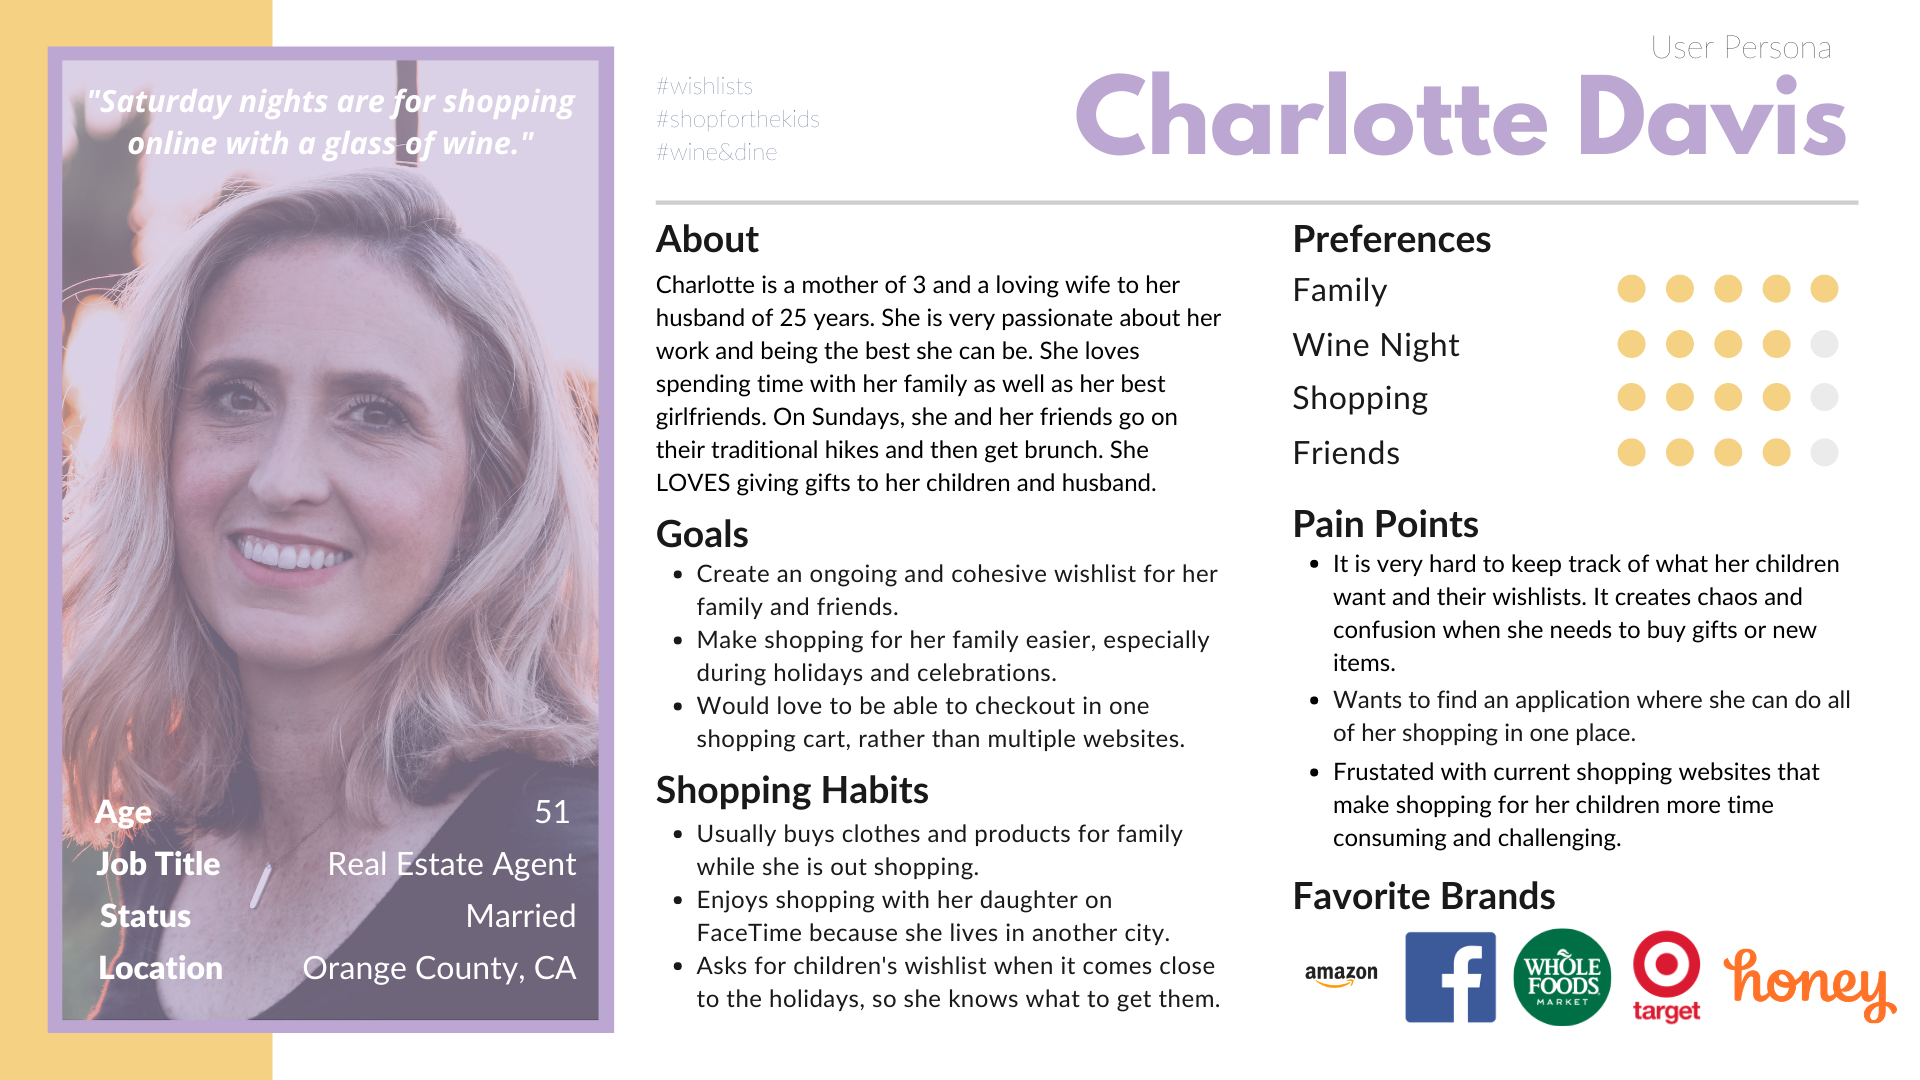 "Saturday nights are for shopping
online with a glass of wine."
Age 51
Job Title Real Estate Agent
Status Married
Location Orange County, CA
#wishlists
#shopforthekids
#wine&dine
User Persona
Charlotte Davis
About
Charlotte is a mother of 3 and a loving wife to her
husband of 25 years. She is very passionate about her
work and being the best she can be. She loves
spending time with her family as well as her best
girlfriends. On Sundays, she and her friends go on
their traditional hikes and then get brunch. She
LOVES giving gifts to her children and husband.
Goals
• Create an ongoing and cohesive wishlist for her
family and friends.
• Make shopping for her family easier, especially
during holidays and celebrations.
• Would love to be able to checkout in one
shopping cart, rather than multiple websites.
Shopping Habits
• Usually buys clothes and products for family
while she is out shopping.
• Enjoys shopping with her daughter on
FaceTime because she lives in another city.
• Asks for children's wishlist when it comes close
to the holidays, so she knows what to get them.
Preferences
Family
Wine Night
Shopping
Friends
Pain Points
• It is very hard to keep track of what her children
want and their wishlists. It creates chaos and
confusion when she needs to buy gifts or new
items.
• Wants to find an application where she can do all
of her shopping in one place.
• Frustated with current shopping websites that
make shopping for her children more time
consuming and challenging.
Favorite Brands
amazon
f
WHOLE
FOODS
MARKET
target
honey